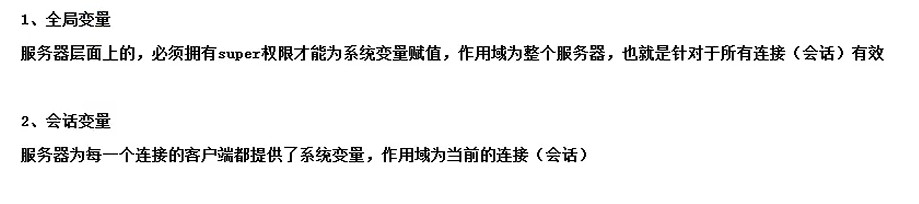 1、全局变量
服务器层面上的，必须拥有super权限才能为系统变量赋值，作用域为整个服务器，也就是针对于所有连接（会话）有效
2、会话变量
服务器为每一个连接的客户端都提供了系统变量，作用域为当前的连接（会话）